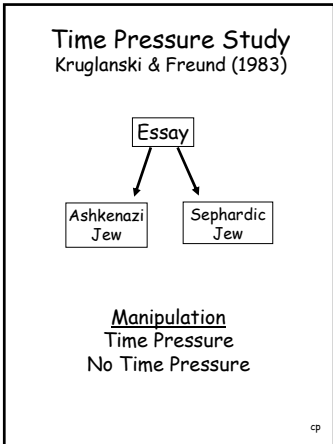 Time Pressure Study
Kruglanski & Freund (1983)
Essay
Ashkenazi
Jew
Sephardic
Jew
Manipulation
Time Pressure
No Time Pressure
cp